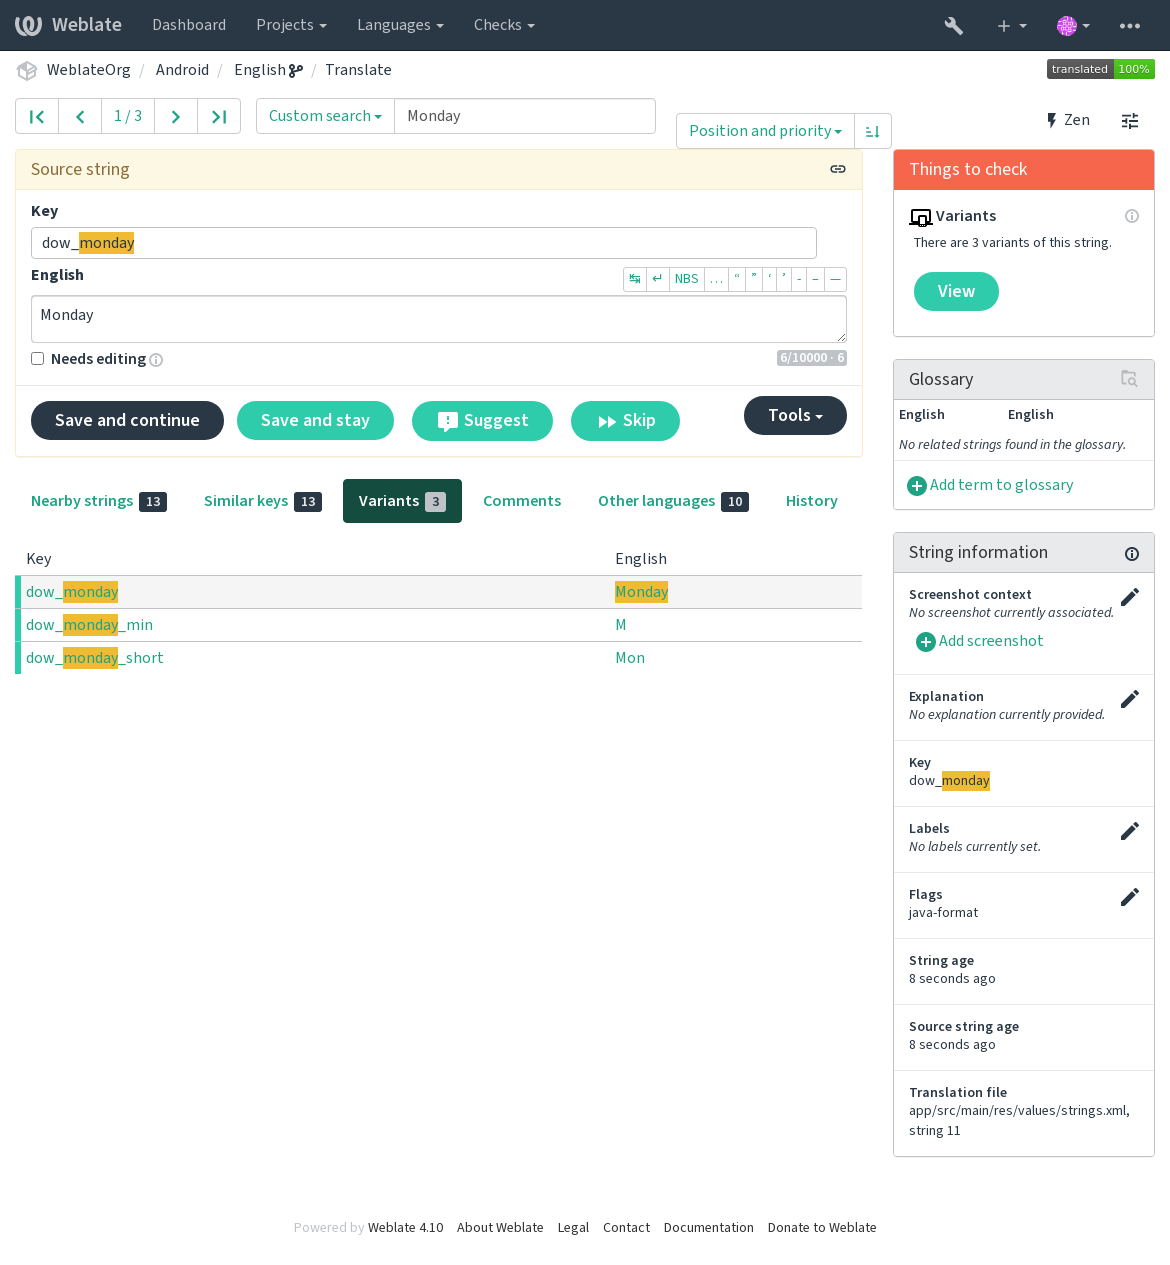 Weblate Dashboard Projects Languages Checks
WeblateOrg / Android / English / Translate
translated 100%
1 / 3 Custom search Monday Position and priority Zen
Source string
Key
dow_monday
English
↹ ↵ NBS … “ ” ‘ ’ - – —
Monday
Needs editing
6/10000 · 6
Save and continue Save and stay Suggest Skip Tools
Nearby strings 13 Similar keys 13 Variants 3 Comments Other languages 10 History
Key English
dow_monday Monday
dow_monday_min M
dow_monday_short Mon
Things to check
Variants
There are 3 variants of this string.
View
Glossary
English English
No related strings found in the glossary.
Add term to glossary
String information
Screenshot context
No screenshot currently associated.
Add screenshot
Explanation
No explanation currently provided.
Key
dow_monday
Labels
No labels currently set.
Flags
java-format
String age
8 seconds ago
Source string age
8 seconds ago
Translation file
app/src/main/res/values/strings.xml,
string 11
Powered by Weblate 4.10 About Weblate Legal Contact Documentation Donate to Weblate